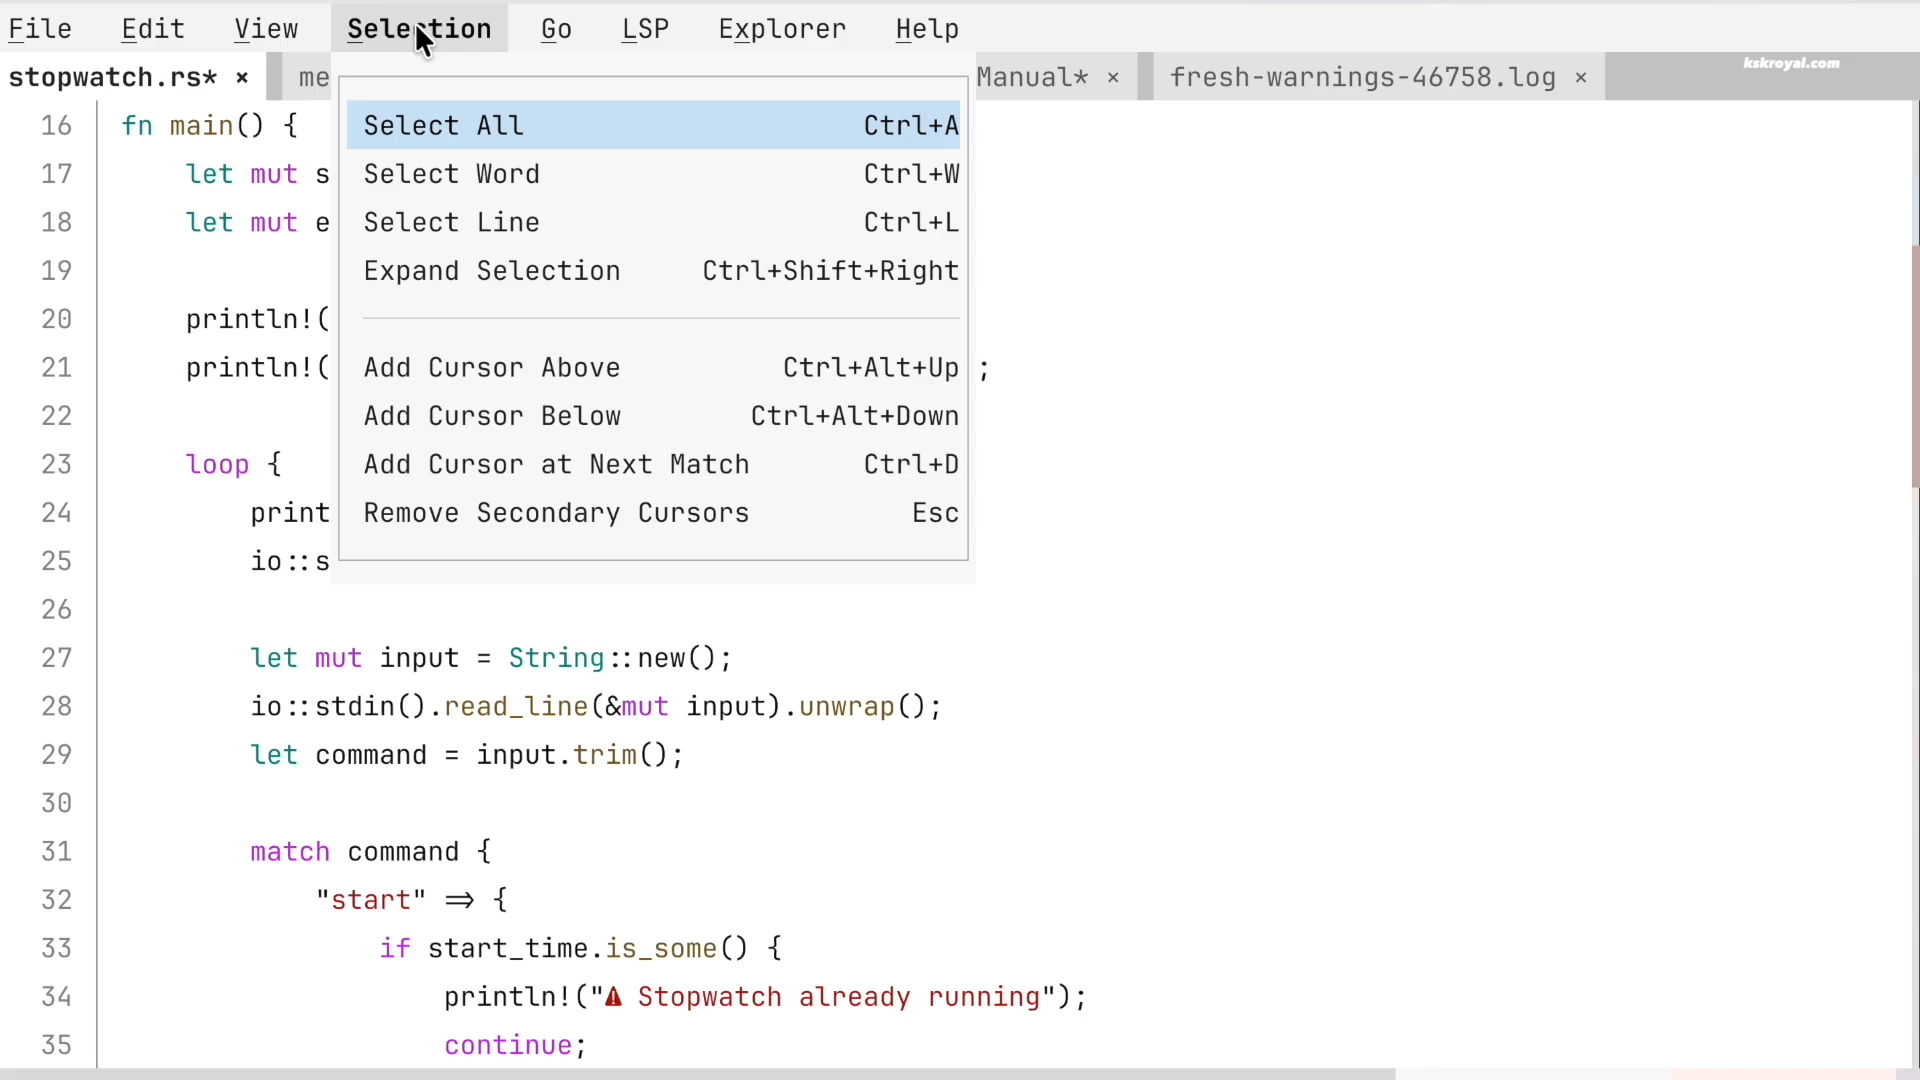 File Edit View Selection Go LSP Explorer Help
stopwatch.rs* × me Manual* × fresh-warnings-46758.log ×
kskroyal.com
Select All Ctrl+A
Select Word Ctrl+W
Select Line Ctrl+L
Expand Selection Ctrl+Shift+Right
Add Cursor Above Ctrl+Alt+Up
Add Cursor Below Ctrl+Alt+Down
Add Cursor at Next Match Ctrl+D
Remove Secondary Cursors Esc
16 fn main() {
17 let mut s
18 let mut e
19
20 println!(
21 println!( ;
22
23 loop {
24 print
25 io::s
26
27 let mut input = String::new();
28 io::stdin().read_line(&mut input).unwrap();
29 let command = input.trim();
30
31 match command {
32 "start" => {
33 if start_time.is_some() {
34 println!("⚠ Stopwatch already running");
35 continue;